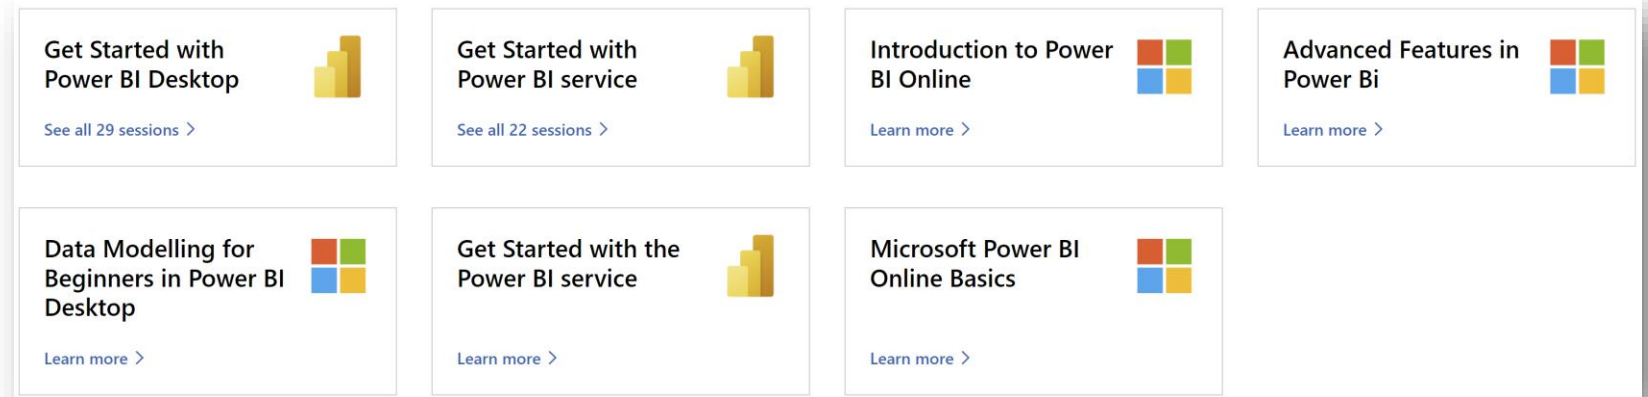 Get Started with
Power BI Desktop
See all 29 sessions >
Get Started with
Power BI service
See all 22 sessions >
Introduction to Power
BI Online
Learn more >
Advanced Features in
Power Bi
Learn more >
Data Modelling for
Beginners in Power BI
Desktop
Learn more >
Get Started with the
Power BI service
Learn more >
Microsoft Power BI
Online Basics
Learn more >